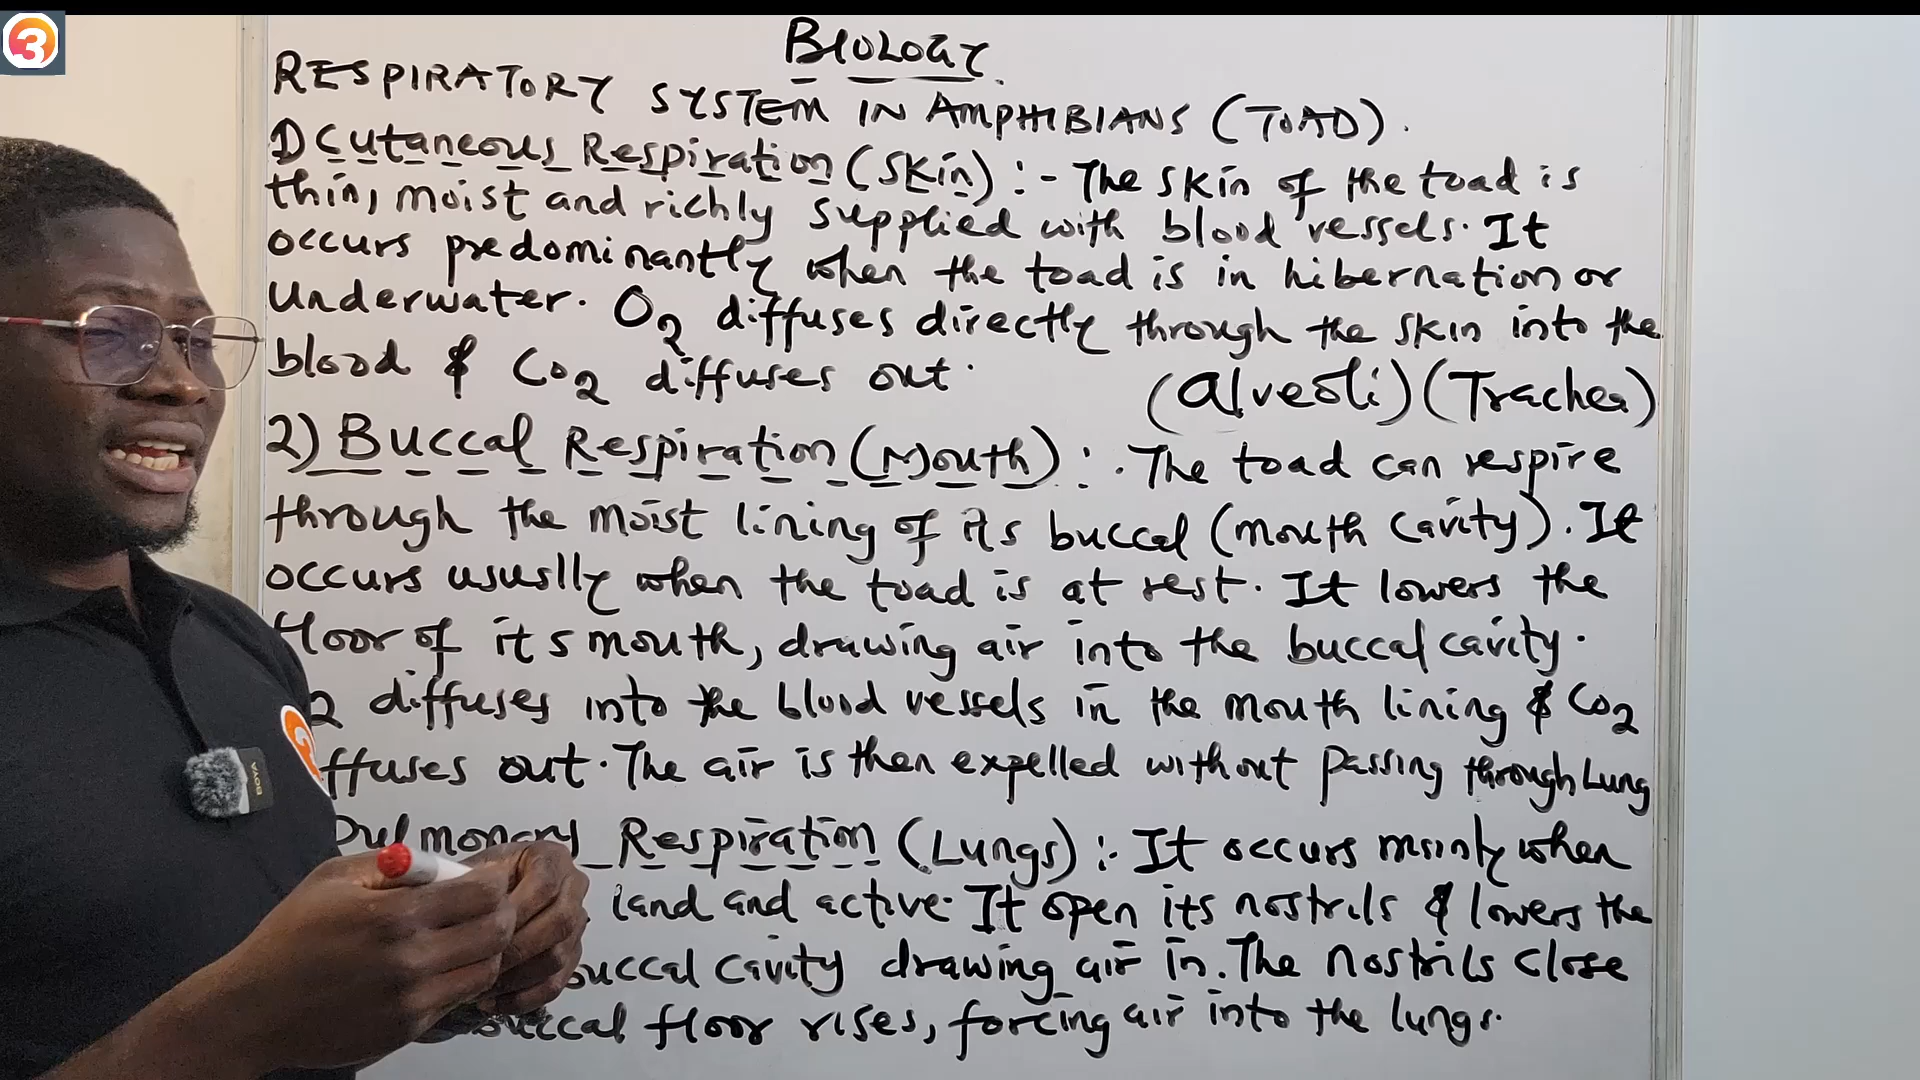 3
BIOLOGY.
RESPIRATORY SYSTEM IN AMPHIBIANS (TOAD).
1) Cutaneous Respiration (Skin) :- The skin of the toad is
thin, moist and richly supplied with blood vessels. It
occurs predominantly when the toad is in hibernation or
underwater. O2 diffuses directly through the skin into the
blood & CO2 diffuses out.
(Alveoli) (Trachea)
2) Buccal Respiration (Mouth) : . The toad can respire
through the moist lining of its buccal (mouth cavity). It
occurs ususlly when the toad is at rest. It lowers the
floor of its mouth, drawing air into the buccal cavity.
2 diffuses into the blood vessels in the mouth lining & CO2
ffuses out. The air is then expelled without passing through Lung
Pulmonary Respiration (Lungs) :- It occurs mainly when
land and active. It open its nostrils & lowers the
buccal cavity drawing air in. The nostrils close
buccal floor rises, forcing air into the lungs.
BOYA